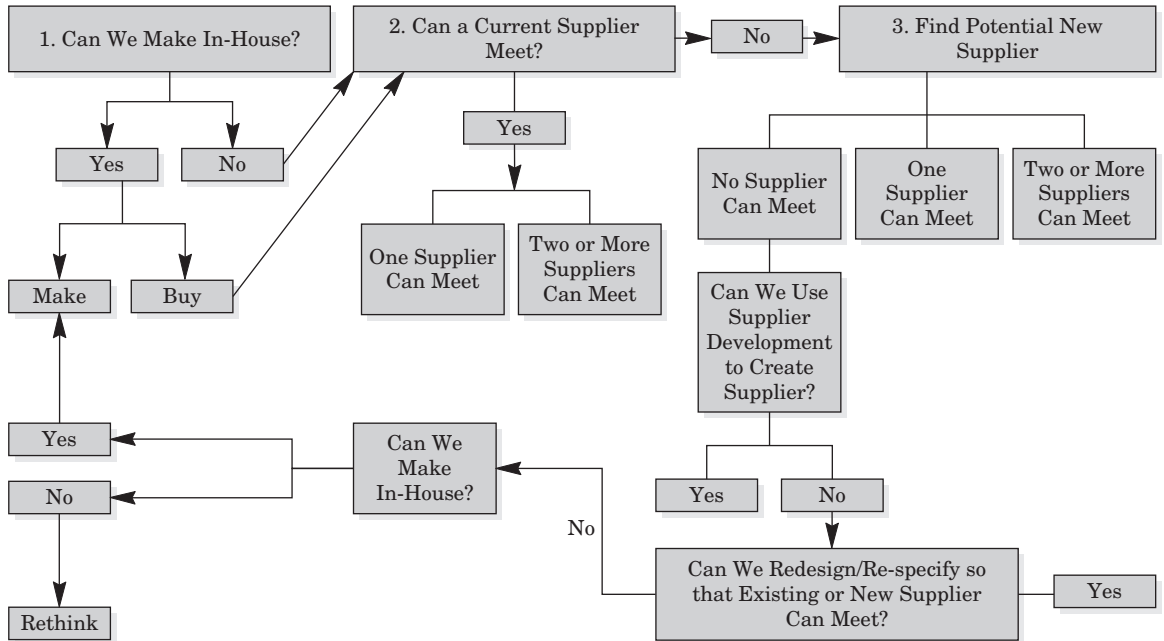 1. Can We Make In-House?
2. Can a Current Supplier
Meet?
No
3. Find Potential New
Supplier
Yes
No
Yes
Make
Buy
One Supplier
Can Meet
Two or More
Suppliers
Can Meet
No Supplier
Can Meet
One
Supplier
Can Meet
Two or More
Suppliers
Can Meet
Can We Use
Supplier
Development
to Create
Supplier?
Yes
No
Can We Redesign/Re-specify so
that Existing or New Supplier
Can Meet?
Yes
No
Can We
Make
In-House?
Yes
No
Rethink